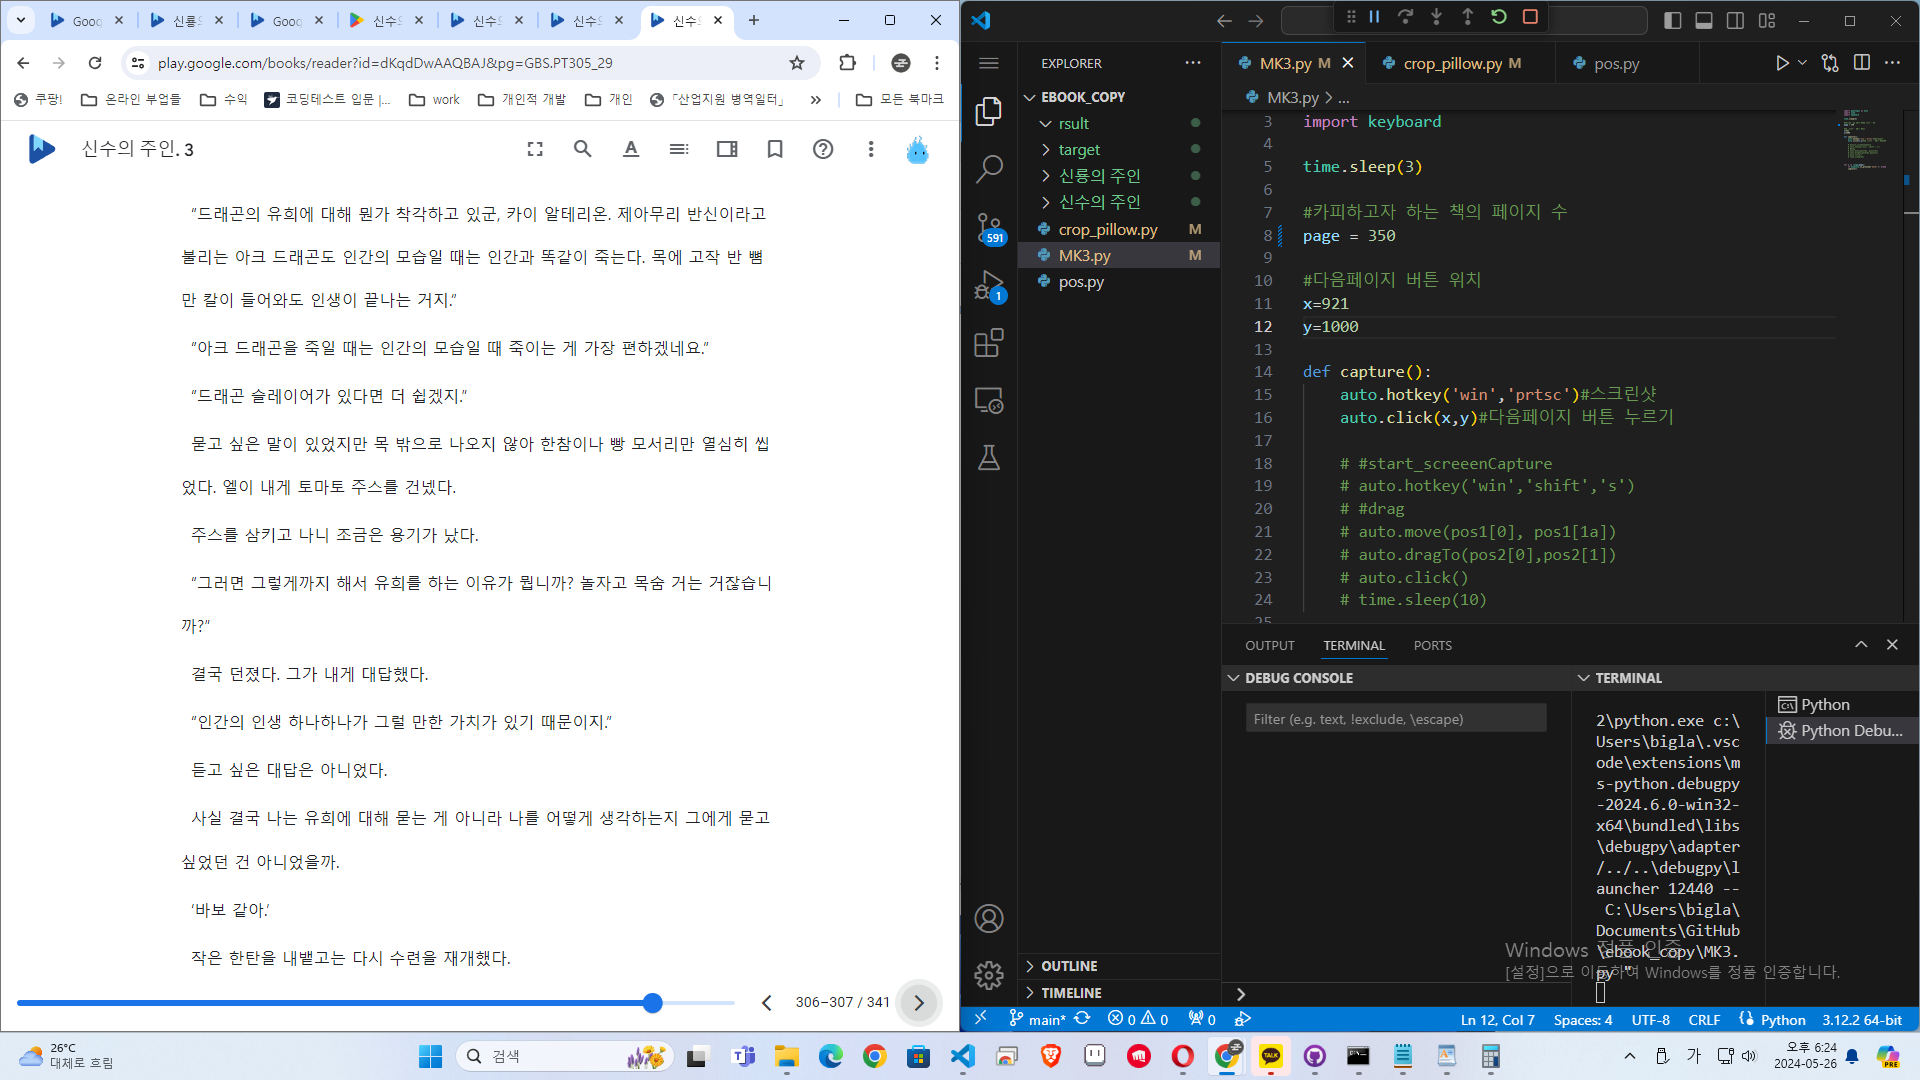 Goog
신룡으
Goog
신수으
신수으
신수으
신수으
play.google.com/books/reader?id=dKqdDwAAQBAJ&pg=GBS.PT305_29
쿠팡!
온라인 부업들
수익
코딩테스트 입문 |...
work
개인적 개발
개인
「산업지원 병역일터」
»
모든 북마크
신수의 주인. 3
"드래곤의 유희에 대해 뭔가 착각하고 있군, 카이 알테리온. 제아무리 반신이라고
불리는 아크 드래곤도 인간의 모습일 때는 인간과 똑같이 죽는다. 목에 고작 반 뼘
만 칼이 들어와도 인생이 끝나는 거지."
"아크 드래곤을 죽일 때는 인간의 모습일 때 죽이는 게 가장 편하겠네요."
"드래곤 슬레이어가 있다면 더 쉽겠지."
묻고 싶은 말이 있었지만 목 밖으로 나오지 않아 한참이나 빵 모서리만 열심히 씹
었다. 엘이 내게 토마토 주스를 건넸다.
주스를 삼키고 나니 조금은 용기가 났다.
"그러면 그렇게까지 해서 유희를 하는 이유가 뭡니까? 놀자고 목숨 거는 거잖습니
까?"
결국 던졌다. 그가 내게 대답했다.
"인간의 인생 하나하나가 그럴 만한 가치가 있기 때문이지."
듣고 싶은 대답은 아니었다.
사실 결국 나는 유희에 대해 묻는 게 아니라 나를 어떻게 생각하는지 그에게 묻고
싶었던 건 아니었을까.
'바보 같아.'
작은 한탄을 내뱉고는 다시 수련을 재개했다.
306–307 / 341
EXPLORER
EBOOK_COPY
rsult
target
신룡의 주인
신수의 주인
crop_pillow.py M
MK3.py M
pos.py
591
1
OUTLINE
TIMELINE
MK3.py M
crop_pillow.py M
pos.py
MK3.py > ...
3 import keyboard
4
5 time.sleep(3)
6
7 #카피하고자 하는 책의 페이지 수
8 page = 350
9
10 #다음페이지 버튼 위치
11 x=921
12 y=1000
13
14 def capture():
15 auto.hotkey('win','prtsc')#스크린샷
16 auto.click(x,y)#다음페이지 버튼 누르기
17
18 # #start_screeenCapture
19 # auto.hotkey('win','shift','s')
20 # #drag
21 # auto.move(pos1[0], pos1[1a])
22 # auto.dragTo(pos2[0],pos2[1])
23 # auto.click()
24 # time.sleep(10)
25
OUTPUT
TERMINAL
PORTS
DEBUG CONSOLE
Filter (e.g. text, !exclude, \escape)
TERMINAL
2\python.exe c:\
Users\bigla\.vsc
ode\extensions\m
s-python.debugpy
-2024.6.0-win32-
x64\bundled\libs
\debugpy\adapter
/../..\debugpy\l
auncher 12440 --
C:\Users\bigla\
Documents\GitHub
\ebook_copy\MK3.
py "
Python
Python Debu...
Windows 정품 인증
[설정]으로 이동하여 Windows를 정품 인증합니다.
main*
0
0
0
Ln 12, Col 7
Spaces: 4
UTF-8
CRLF
Python
3.12.2 64-bit
26°C
대체로 흐림
검색
TALK
가
오후 6:24
2024-05-26
PRE